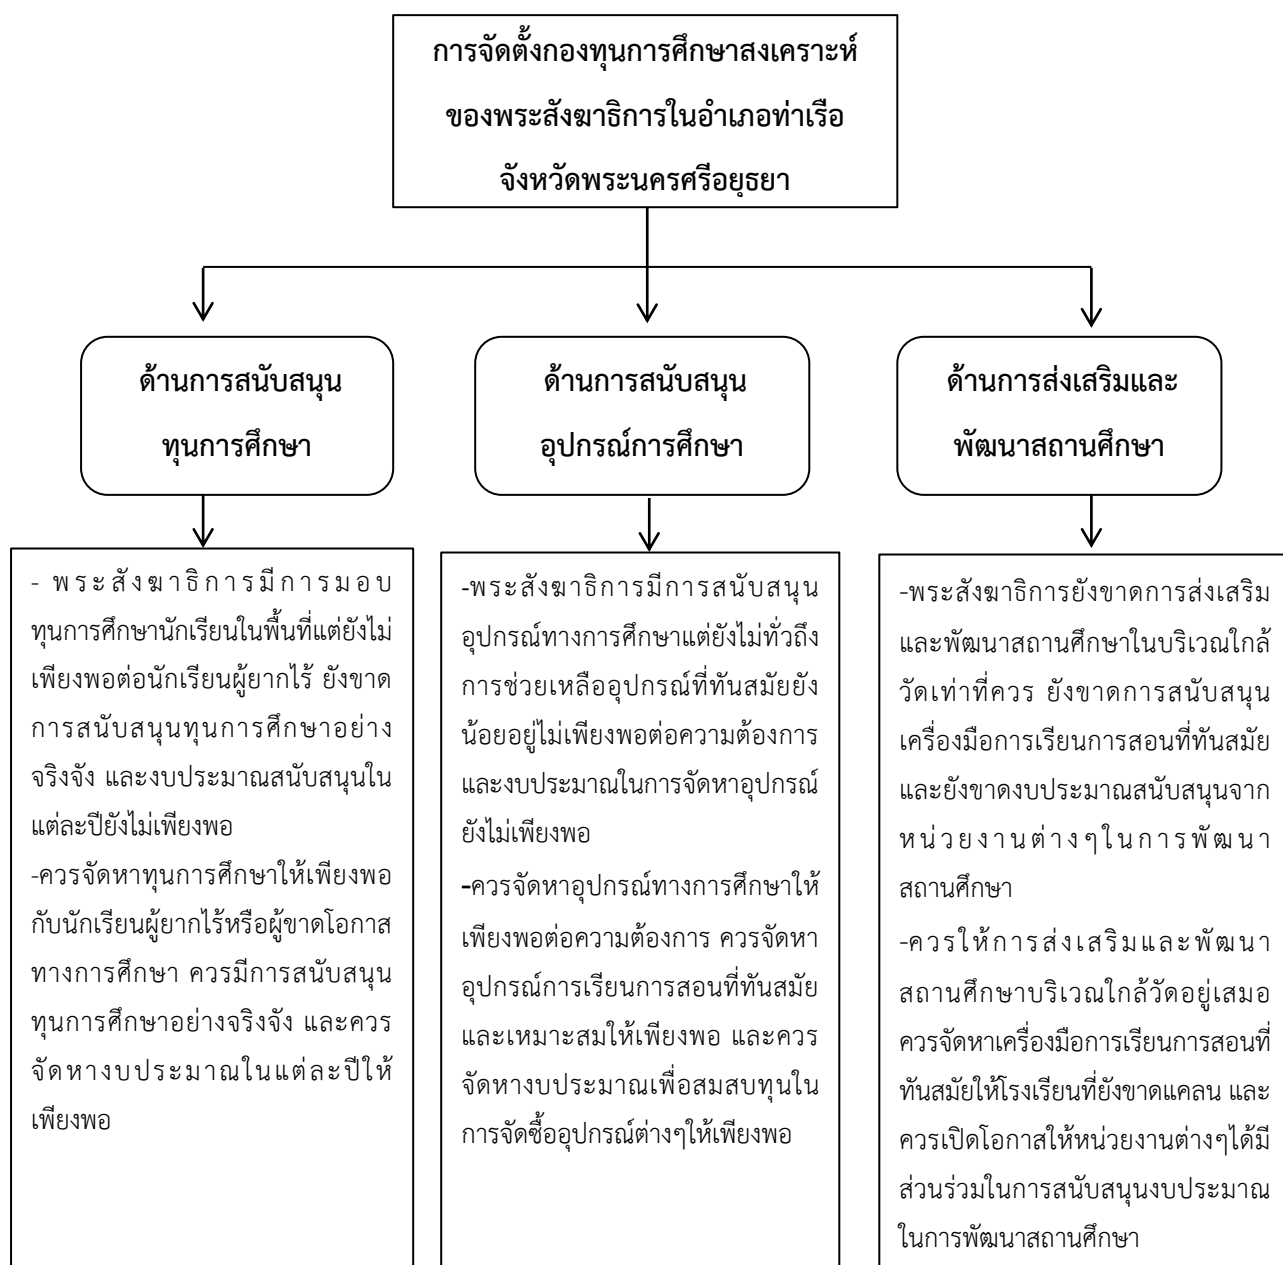 การจัดตั้งกองทุนการศึกษาสงเคราะห์
ของพระสังฆาธิการในอำเภอท่าเรือ
จังหวัดพระนครศรีอยุธยา
ด้านการสนับสนุน
ทุนการศึกษา
ด้านการสนับสนุน
อุปกรณ์การศึกษา
ด้านการส่งเสริมและ
พัฒนาสถานศึกษา
- พระสังฆาธิการมีการมอบ
ทุนการศึกษานักเรียนในพื้นที่แต่ยังไม่
เพียงพอต่อนักเรียนผู้ยากไร้ ยังขาด
การสนับสนุนทุนการศึกษาอย่าง
จริงจัง และงบประมาณสนับสนุนใน
แต่ละปียังไม่เพียงพอ
-ควรจัดหาทุนการศึกษาให้เพียงพอ
กับนักเรียนผู้ยากไร้หรือผู้ขาดโอกาส
ทางการศึกษา ควรมีการสนับสนุน
ทุนการศึกษาอย่างจริงจัง และควร
จัดหางบประมาณในแต่ละปีให้
เพียงพอ
-พระสังฆาธิการมีการสนับสนุน
อุปกรณ์ทางการศึกษาแต่ยังไม่ทั่วถึง
การช่วยเหลืออุปกรณ์ที่ทันสมัยยัง
น้อยอยู่ไม่เพียงพอต่อความต้องการ
และงบประมาณในการจัดหาอุปกรณ์
ยังไม่เพียงพอ
-ควรจัดหาอุปกรณ์ทางการศึกษาให้
เพียงพอต่อความต้องการ ควรจัดหา
อุปกรณ์การเรียนการสอนที่ทันสมัย
และเหมาะสมให้เพียงพอ และควร
จัดหางบประมาณเพื่อสมสบทุนใน
การจัดซื้ออุปกรณ์ต่างๆให้เพียงพอ
-พระสังฆาธิการยังขาดการส่งเสริม
และพัฒนาสถานศึกษาในบริเวณใกล้
วัดเท่าที่ควร ยังขาดการสนับสนุน
เครื่องมือการเรียนการสอนที่ทันสมัย
และยังขาดงบประมาณสนับสนุนจาก
หน่วยงานต่างๆในการพัฒนา
สถานศึกษา
-ควรให้การส่งเสริมและพัฒนา
สถานศึกษาบริเวณใกล้วัดอยู่เสมอ
ควรจัดหาเครื่องมือการเรียนการสอนที่
ทันสมัยให้โรงเรียนที่ยังขาดแคลน และ
ควรเปิดโอกาสให้หน่วยงานต่างๆได้มี
ส่วนร่วมในการสนับสนุนงบประมาณ
ในการพัฒนาสถานศึกษา